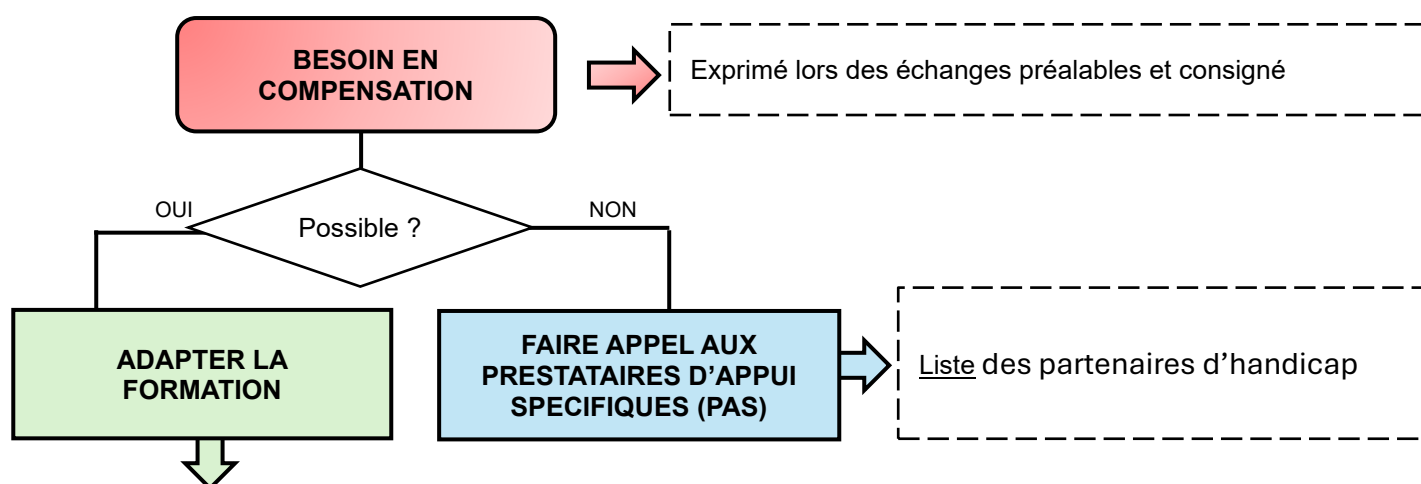 BESOIN EN
COMPENSATION
Exprimé lors des échanges préalables et consigné
OUI
Possible ?
NON
ADAPTER LA
FORMATION
FAIRE APPEL AUX
PRESTATAIRES D’APPUI
SPECIFIQUES (PAS)
Liste des partenaires d’handicap